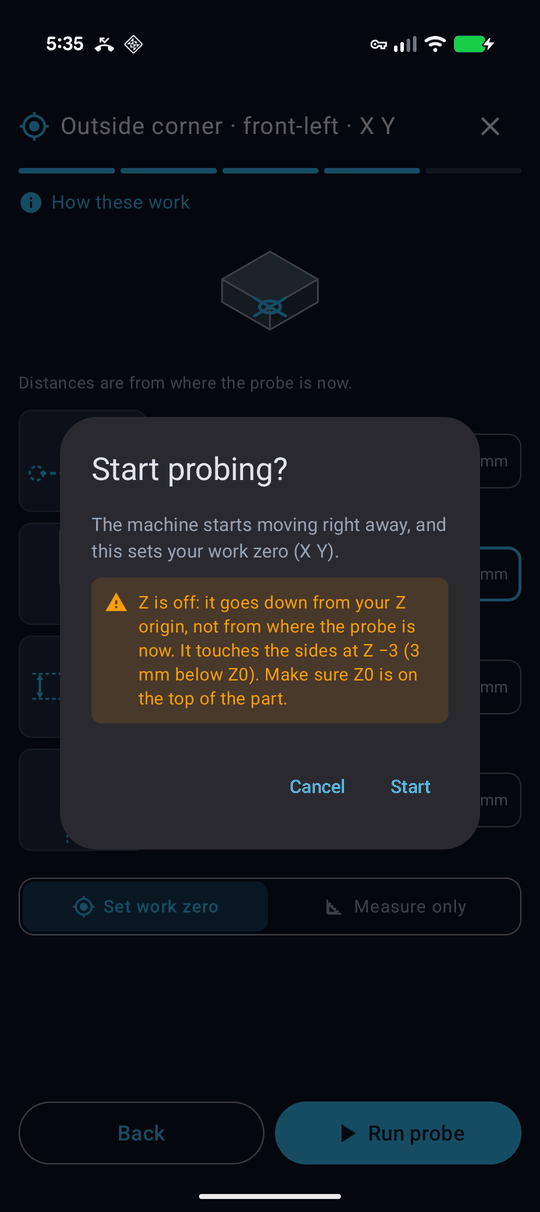 5:35
Outside corner · front-left · X Y
How these work
Distances are from where the probe is now.
mm
Start probing?
The machine starts moving right away, and
this sets your work zero (X Y).
mm
Z is off: it goes down from your Z
origin, not from where the probe is
now. It touches the sides at Z −3 (3
mm below Z0). Make sure Z0 is on
the top of the part.
mm
Cancel
Start
mm
Set work zero
Measure only
Back
Run probe